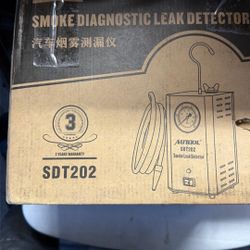 SMOKE DIAGNOSTIC LEAK DETECTOR
汽车烟雾测漏仪
3
3 YEARS WARRANTY
SDT202
AUTOOL
SDT202
Smoke Leak Detector